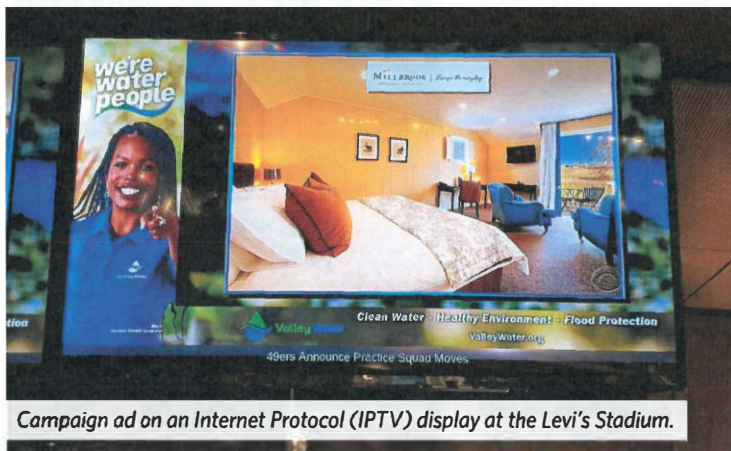 we're
water
people
MILLBROOK
Valley Water
Clean Water • Healthy Environment • Flood Protection
ValleyWater.org
49ers Announce Practice Squad Moves
tion
Campaign ad on an Internet Protocol (IPTV) display at the Levi's Stadium.